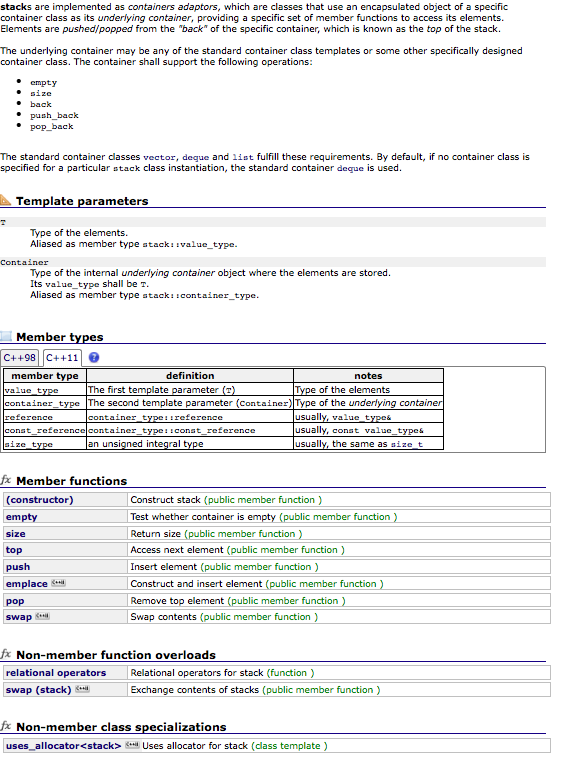 stacks are implemented as containers adaptors, which are classes that use an encapsulated object of a specific
container class as its underlying container, providing a specific set of member functions to access its elements.
Elements are pushed/popped from the "back" of the specific container, which is known as the top of the stack.
The underlying container may be any of the standard container class templates or some other specifically designed
container class. The container shall support the following operations:
• empty
• size
• back
• push_back
• pop_back
The standard container classes vector, deque and list fulfill these requirements. By default, if no container class is
specified for a particular stack class instantiation, the standard container deque is used.
Template parameters
T
Type of the elements.
Aliased as member type stack::value_type.
Container
Type of the internal underlying container object where the elements are stored.
Its value_type shall be T.
Aliased as member type stack::container_type.
Member types
C++98 C++11 ?
member type definition notes
value_type The first template parameter (T) Type of the elements
container_type The second template parameter (Container) Type of the underlying container
reference container_type::reference usually, value_type&
const_reference container_type::const_reference usually, const value_type&
size_type an unsigned integral type usually, the same as size_t
fx Member functions
(constructor) Construct stack (public member function )
empty Test whether container is empty (public member function )
size Return size (public member function )
top Access next element (public member function )
push Insert element (public member function )
emplace C++11 Construct and insert element (public member function )
pop Remove top element (public member function )
swap C++11 Swap contents (public member function )
fx Non-member function overloads
relational operators Relational operators for stack (function )
swap (stack) C++11 Exchange contents of stacks (public member function )
fx Non-member class specializations
uses_allocator<stack> C++11 Uses allocator for stack (class template )